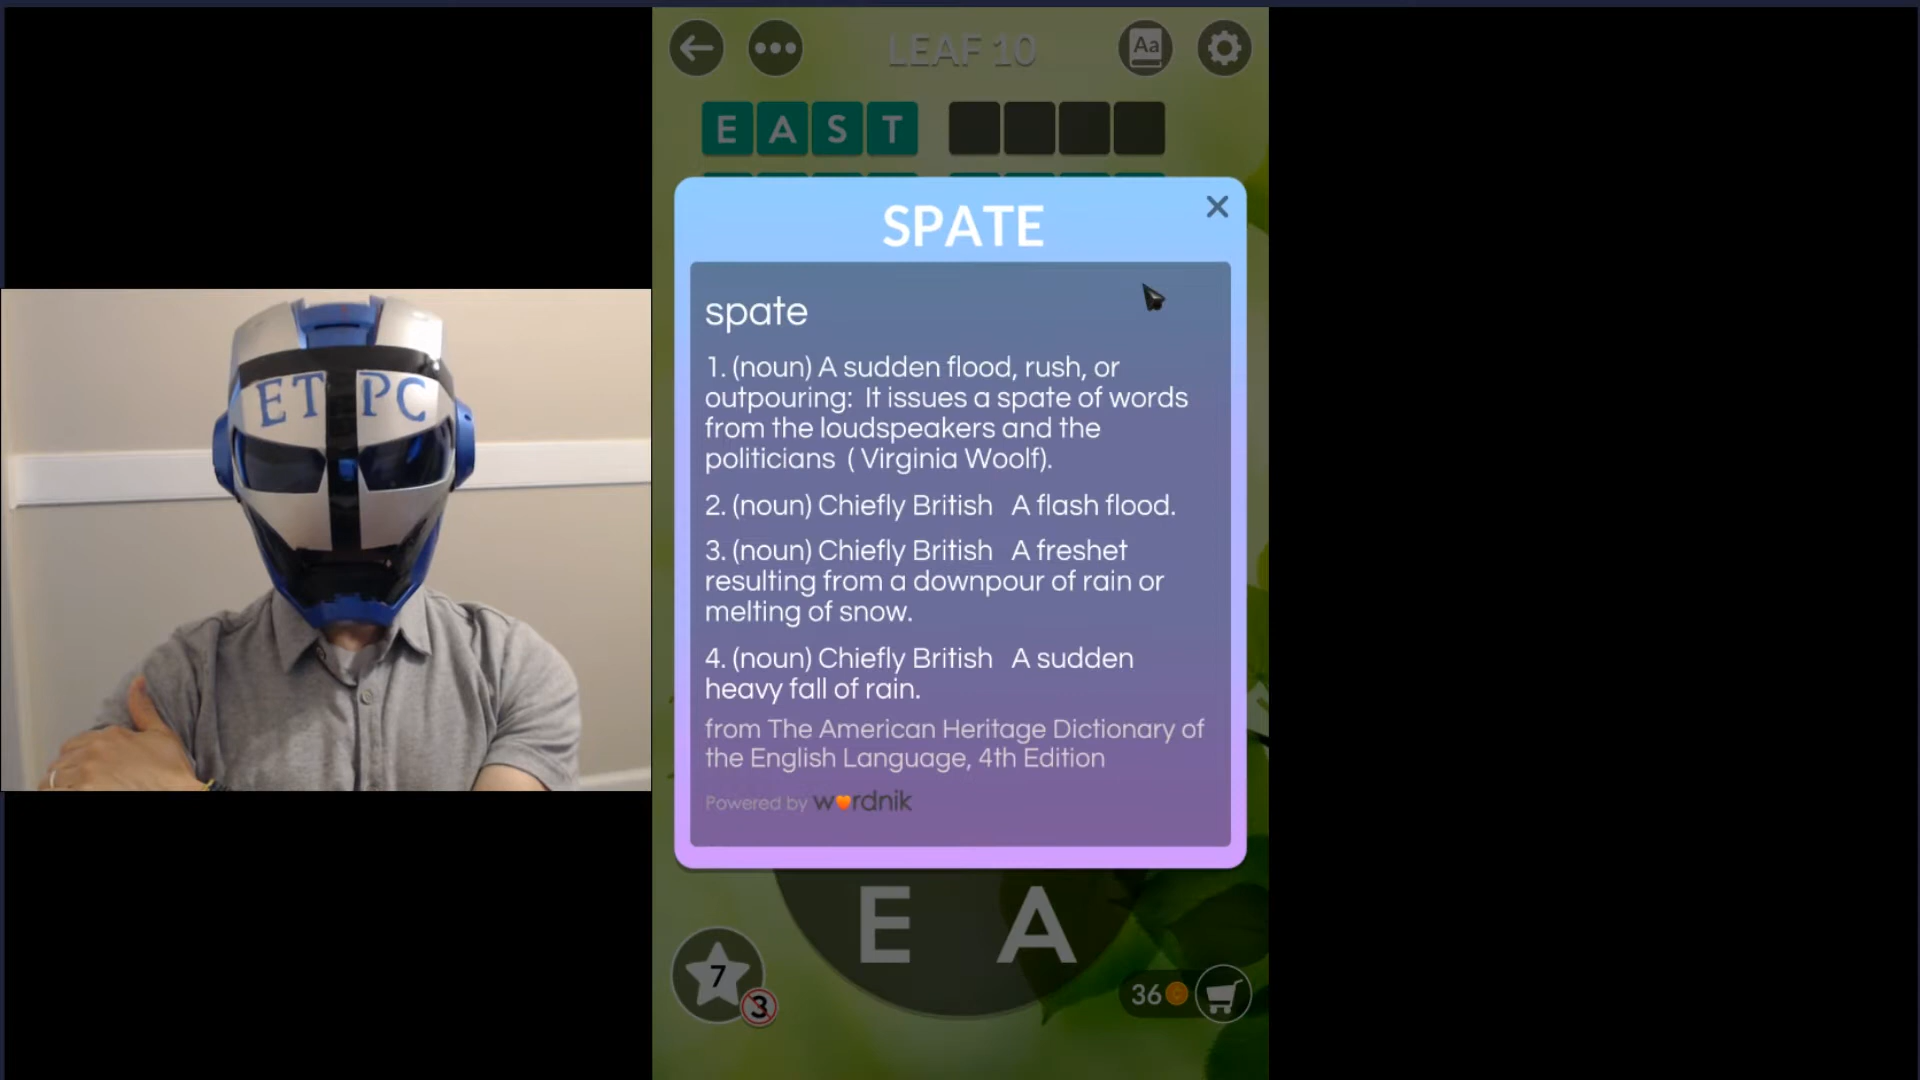 LEAF 10
Aa
E A S T
SPATE
spate
1. (noun) A sudden flood, rush, or
outpouring:  It issues a spate of words
from the loudspeakers and the
politicians  ( Virginia Woolf).
2. (noun) Chiefly British   A flash flood.
3. (noun) Chiefly British   A freshet
resulting from a downpour of rain or
melting of snow.
4. (noun) Chiefly British   A sudden
heavy fall of rain.
from The American Heritage Dictionary of
the English Language, 4th Edition
Powered by wordnik
E A
7
3
36
ET PC